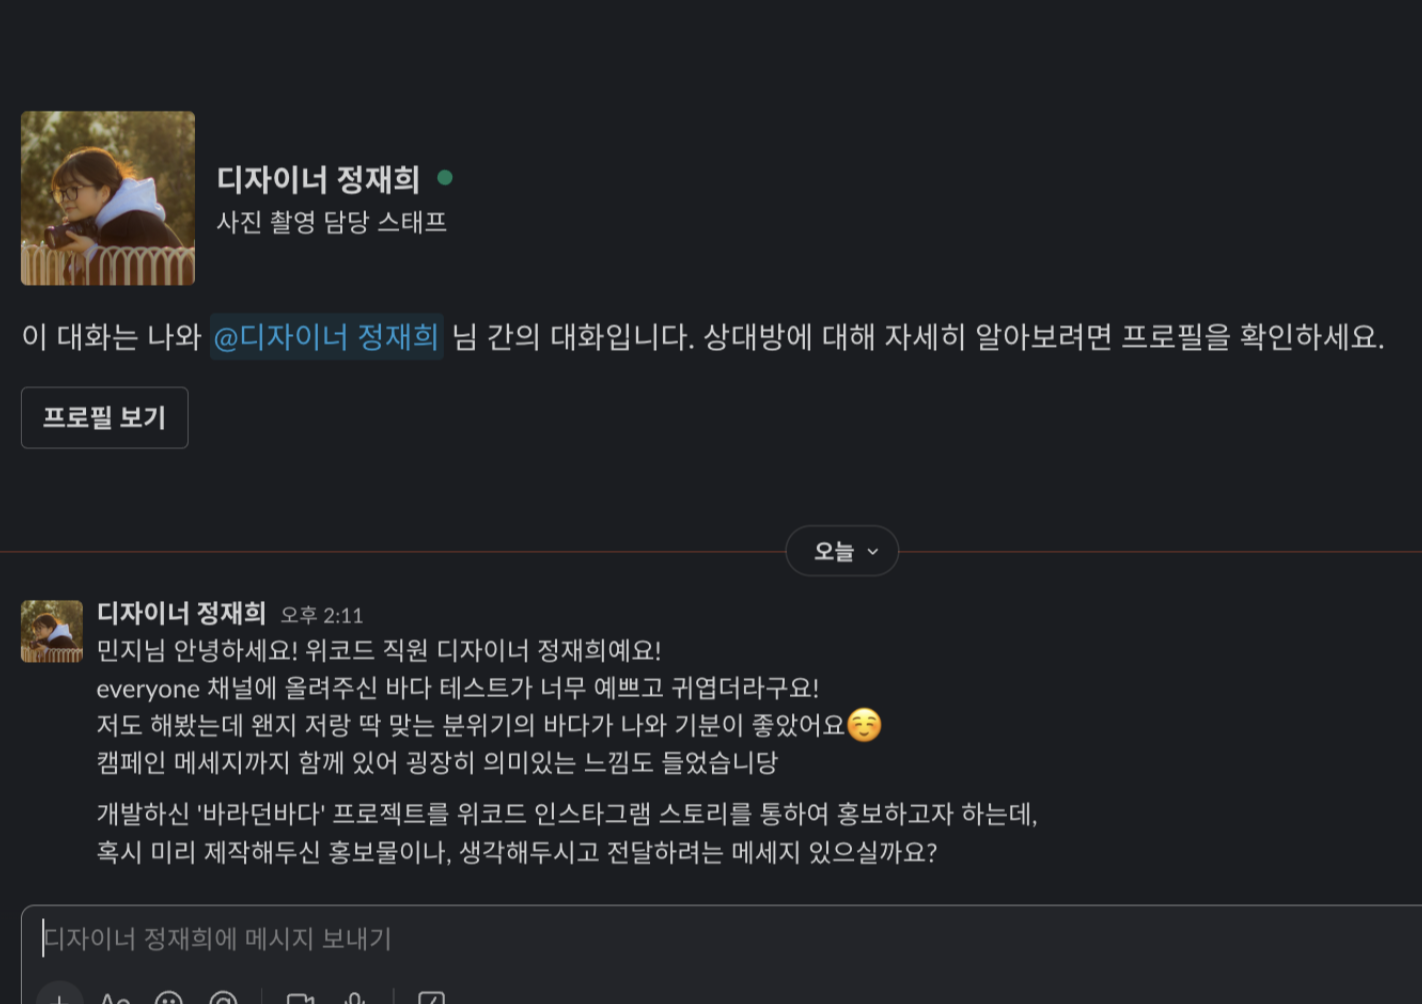 디자이너 정재희
사진 촬영 담당 스태프
이 대화는 나와 @디자이너 정재희 님 간의 대화입니다. 상대방에 대해 자세히 알아보려면 프로필을 확인하세요.
프로필 보기
오늘
디자이너 정재희 오후 2:11
민지님 안녕하세요! 위코드 직원 디자이너 정재희예요!
everyone 채널에 올려주신 바다 테스트가 너무 예쁘고 귀엽더라구요!
저도 해봤는데 왠지 저랑 딱 맞는 분위기의 바다가 나와 기분이 좋았어요☺️
캠페인 메세지까지 함께 있어 굉장히 의미있는 느낌도 들었습니당
개발하신 '바라던바다' 프로젝트를 위코드 인스타그램 스토리를 통하여 홍보하고자 하는데,
혹시 미리 제작해두신 홍보물이나, 생각해두시고 전달하려는 메세지 있으실까요?
디자이너 정재희에 메시지 보내기
Aa